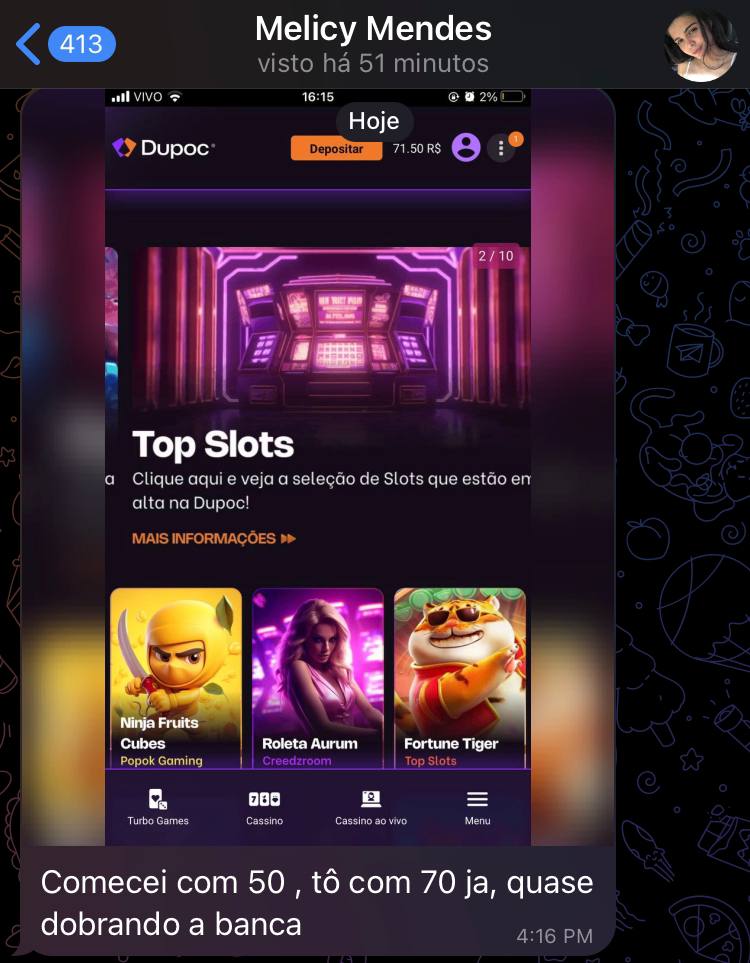 413
Melicy Mendes
visto há 51 minutos
VIVO 16:15 2%
Hoje
Dupoc Depositar 71.50 R$ 1
2 / 10
Top Slots
a Clique aqui e veja a seleção de Slots que estão em
alta na Dupoc!
MAIS INFORMAÇÕES
Ninja Fruits
Cubes
Popok Gaming
Roleta Aurum
Creedzroom
Fortune Tiger
Top Slots
Turbo Games Cassino Cassino ao vivo Menu
Comecei com 50 , tô com 70 ja, quase
dobrando a banca
4:16 PM